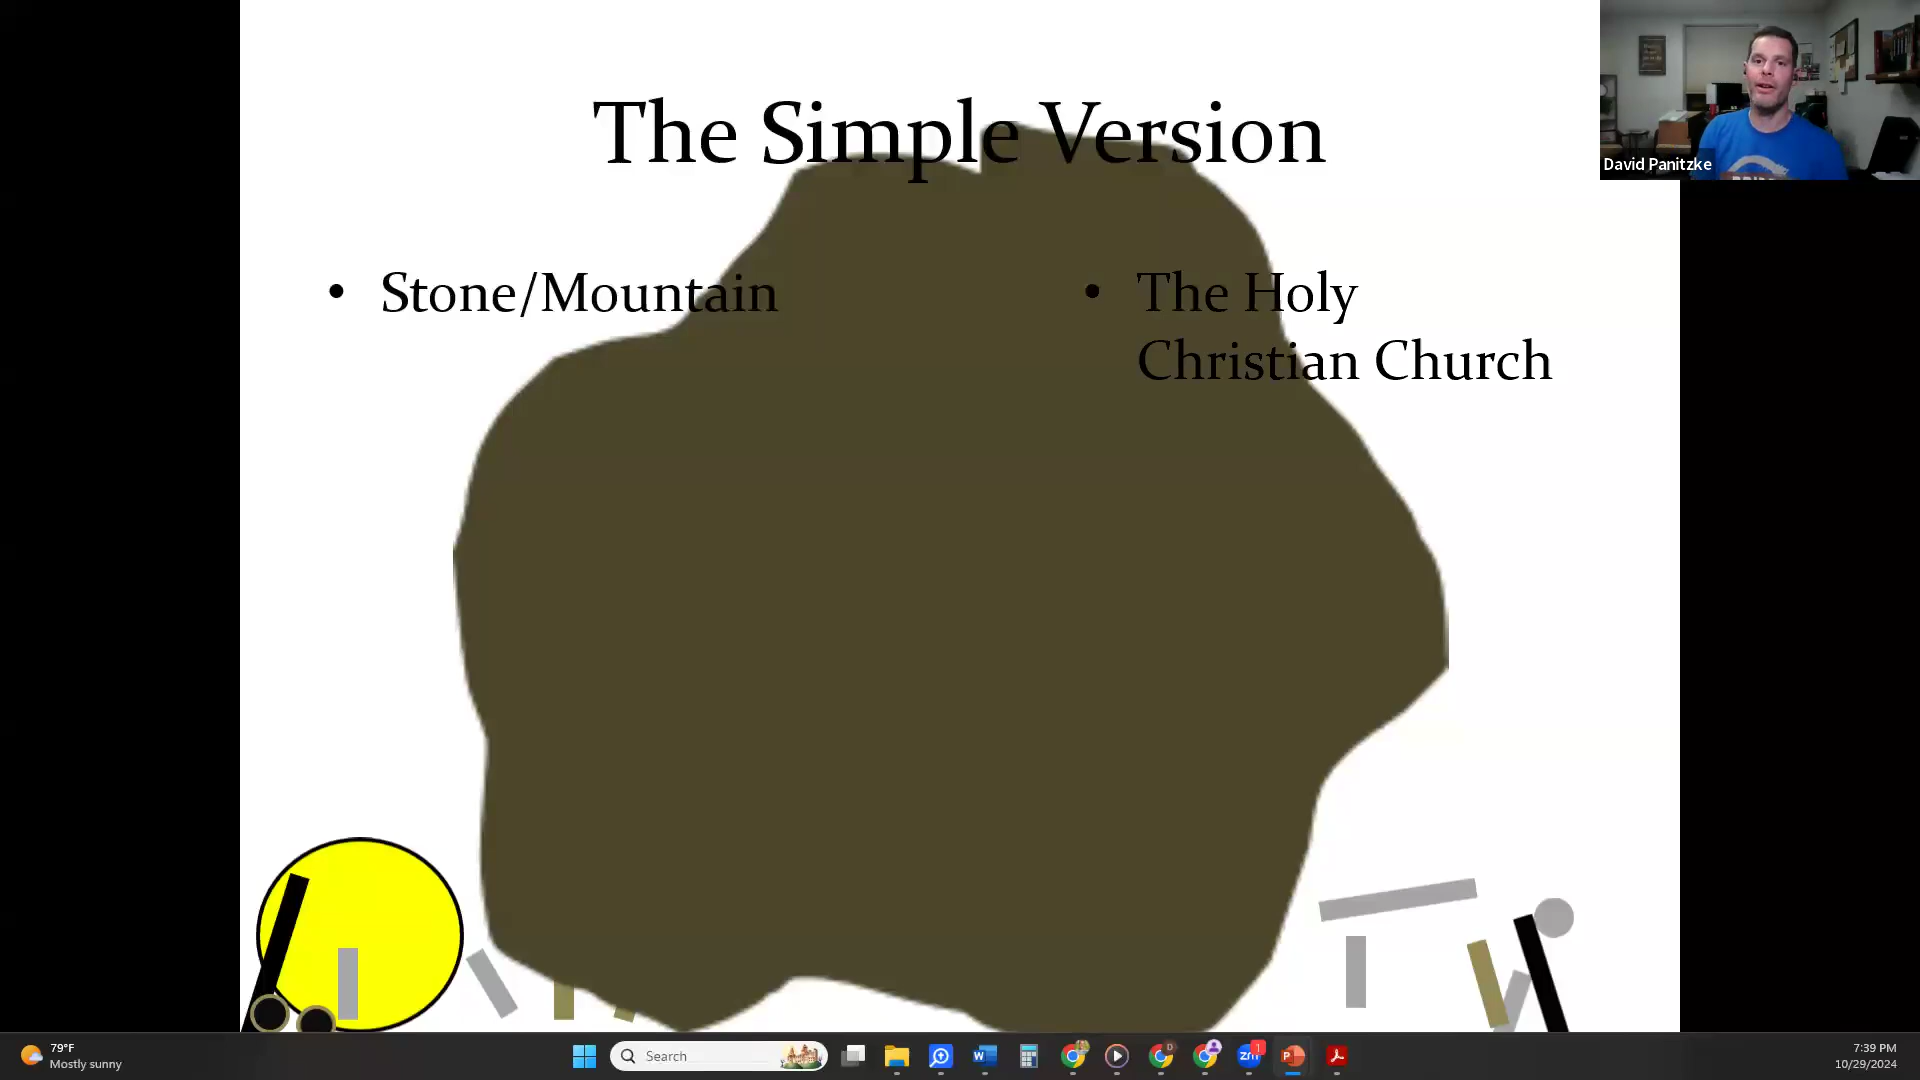 The Simple Version
• Stone/Mountain
• The Holy
Christian Church
David Panitzke
79°F
Mostly sunny
Search
7:39 PM
10/29/2024